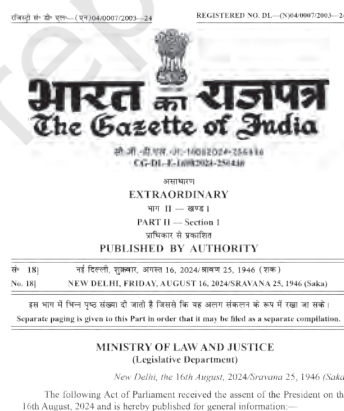 रजिस्ट्री सं. डी. एल.—(एन)04/0007/2003—24
REGISTERED NO. DL—(N)04/0007/2003—24
भारत का राजपत्र
The Gazette of India
सी.जी.-डी.एल.-अ.-16082024-256446
CG-DL-E-16082024-256446
असाधारण
EXTRAORDINARY
भाग II — खण्ड 1
PART II — Section 1
प्राधिकार से प्रकाशित
PUBLISHED BY AUTHORITY
सं 18] नई दिल्ली, शुक्रवार, अगस्त 16, 2024/श्रावण 25, 1946 (शक)
No. 18] NEW DELHI, FRIDAY, AUGUST 16, 2024/SRAVANA 25, 1946 (Saka)
इस भाग में भिन्न पृष्ठ संख्या दी जाती है जिससे कि यह अलग संकलन के रूप में रखा जा सके।
Separate paging is given to this Part in order that it may be filed as a separate compilation.
MINISTRY OF LAW AND JUSTICE
(Legislative Department)
New Delhi, the 16th August, 2024/Sravana 25, 1946 (Saka
The following Act of Parliament received the assent of the President on the
16th August, 2024 and is hereby published for general information:—